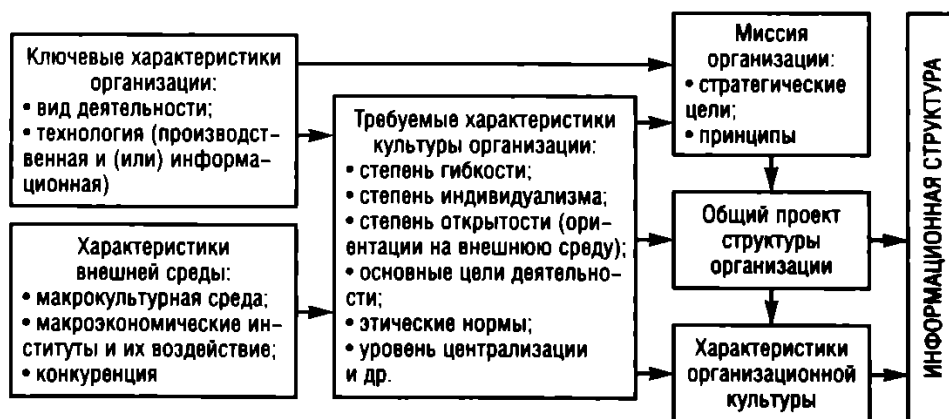 Ключевые характеристики
организации:
• вид деятельности;
• технология (производст-
венная и (или) информа-
ционная)
Характеристики
внешней среды:
• макрокультурная среда;
• макроэкономические ин-
ституты и их воздействие;
• конкуренция
Требуемые характеристики
культуры организации:
• степень гибкости;
• степень индивидуализма;
• степень открытости (ори-
ентации на внешнюю среду);
• основные цели деятельно-
сти;
• этические нормы;
• уровень централизации
и др.
Миссия
организации:
• стратегические
цели;
• принципы
Общий проект
структуры
организации
Характеристики
организационной
культуры
ИНФОРМАЦИОННАЯ СТРУКТУРА